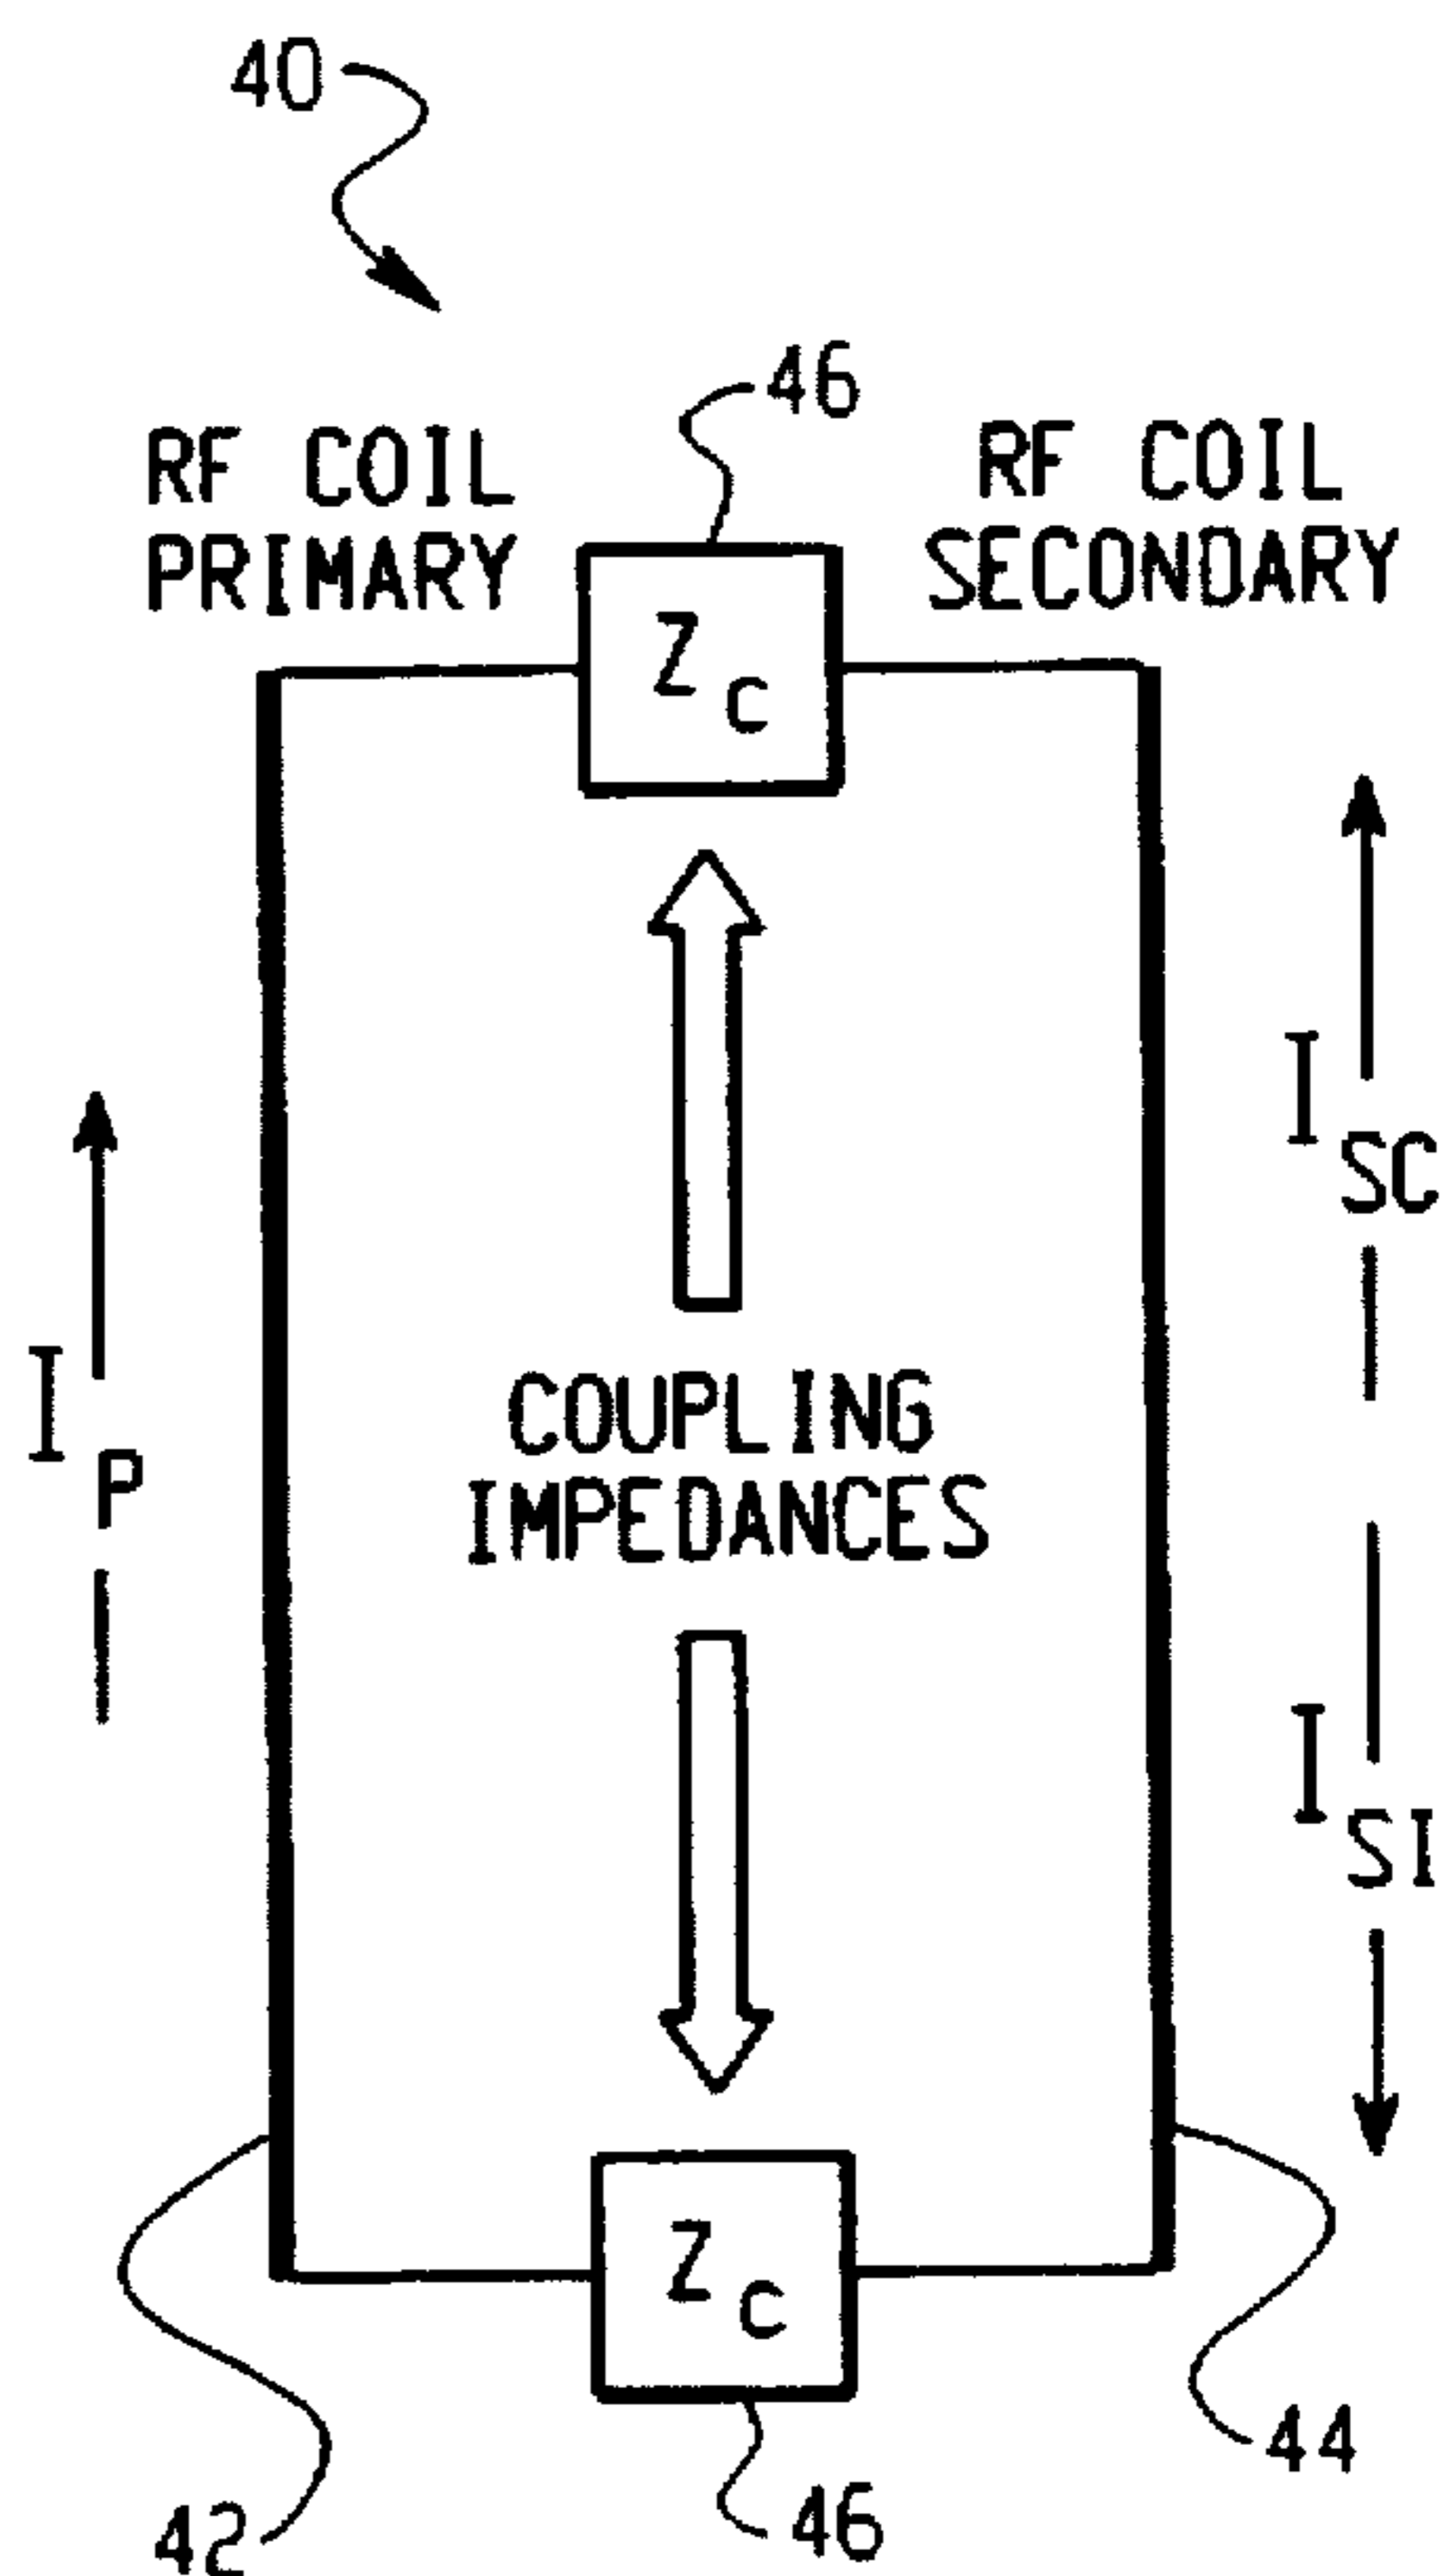 40
46
RF COIL
PRIMARY
RF COIL
SECONDARY
Z C
I SC
I P
COUPLING
IMPEDANCES
I SI
Z C
44
42
46